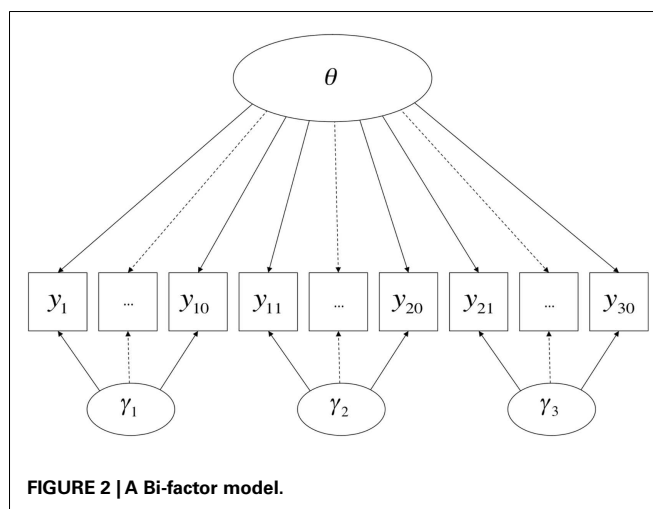 θ
y₁ ... y₁₀ y₁₁ ... y₂₀ y₂₁ ... y₃₀
γ₁ γ₂ γ₃
FIGURE 2 | A Bi-factor model.